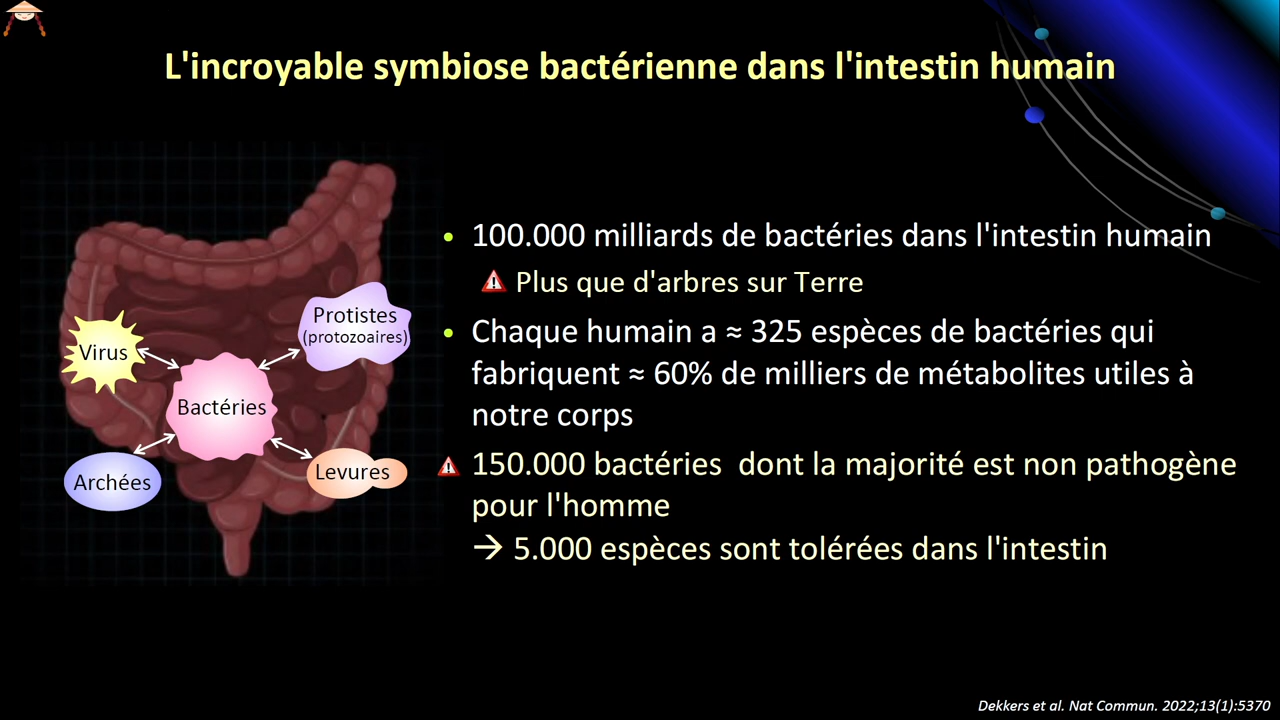 L'incroyable symbiose bactérienne dans l'intestin humain
Virus
Protistes
(protozoaires)
Bactéries
Archées
Levures
• 100.000 milliards de bactéries dans l'intestin humain
Plus que d'arbres sur Terre
• Chaque humain a ≈ 325 espèces de bactéries qui
fabriquent ≈ 60% de milliers de métabolites utiles à
notre corps
150.000 bactéries dont la majorité est non pathogène
pour l'homme
→ 5.000 espèces sont tolérées dans l'intestin
Dekkers et al. Nat Commun. 2022;13(1):5370